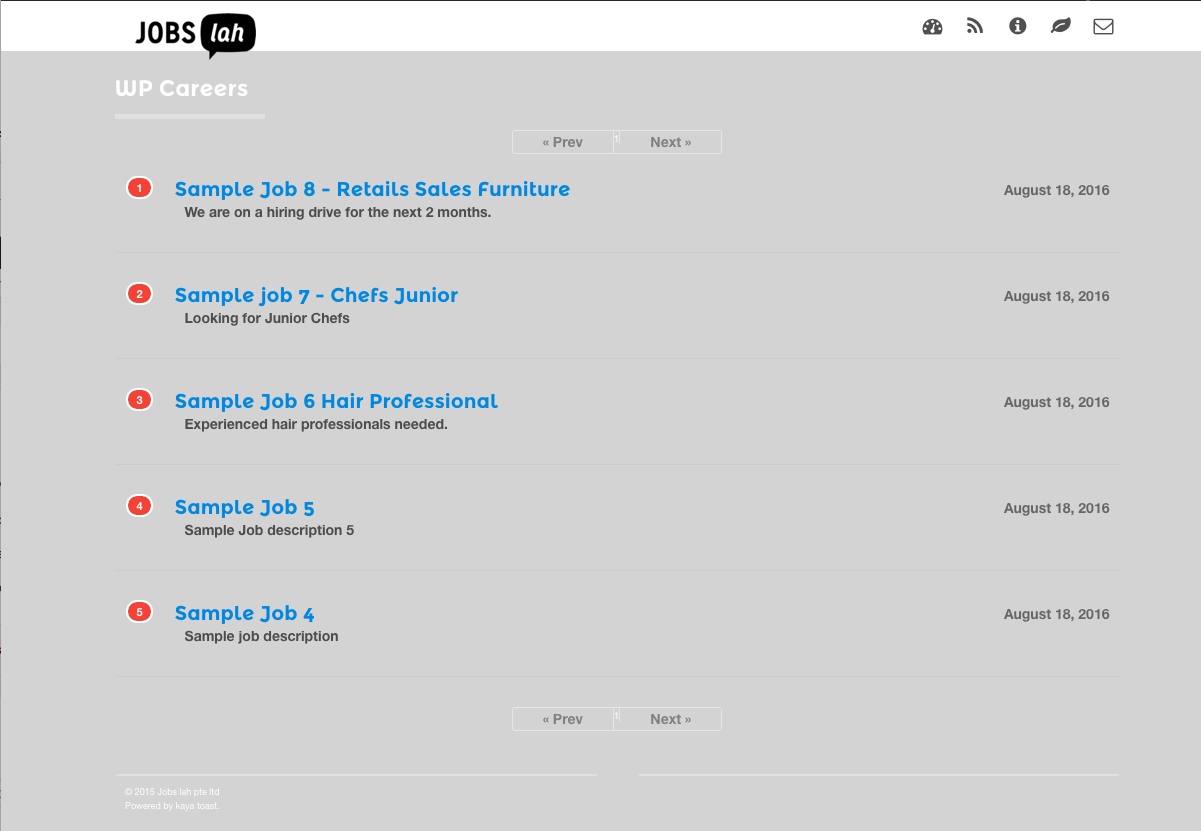 JOBS lah
WP Careers
« Prev 1 Next »
1 Sample Job 8 - Retails Sales Furniture August 18, 2016
We are on a hiring drive for the next 2 months.
2 Sample job 7 - Chefs Junior August 18, 2016
Looking for Junior Chefs
3 Sample Job 6 Hair Professional August 18, 2016
Experienced hair professionals needed.
4 Sample Job 5 August 18, 2016
Sample Job description 5
5 Sample Job 4 August 18, 2016
Sample job description
« Prev 1 Next »
© 2015 Jobs lah pte ltd
Powered by kaya toast.